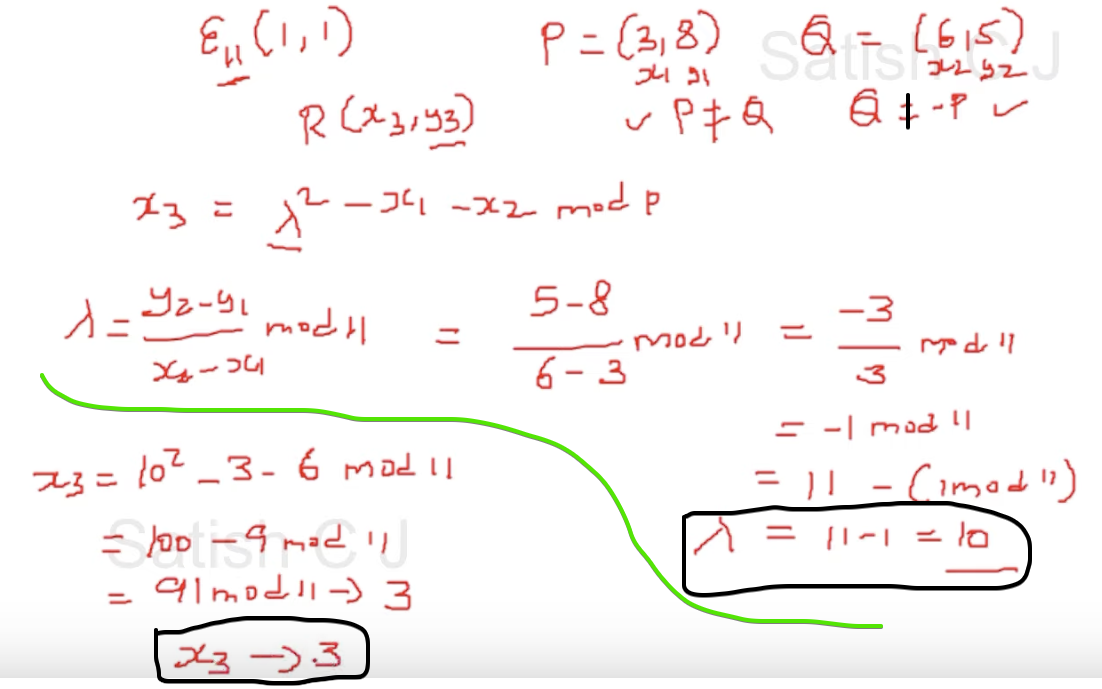 E₁₁(1,1) P = (3,8) Q = (6,5)
x₁ y₁ x₂ y₂
R(x₃,y₃) ✓ P ≠ Q Q ≠ -P ✓
x₃ = λ² - x₁ - x₂ mod P
λ = (y₂-y₁)/(x₂-x₁) mod 11 = (5-8)/(6-3) mod 11 = -3/3 mod 11
= -1 mod 11
= 11 - (1 mod 11)
λ = 11-1 = 10
x₃ = 10² - 3 - 6 mod 11
= 100 - 9 mod 11
= 91 mod 11 → 3
x₃ → 3
Satish C J
Satish C J